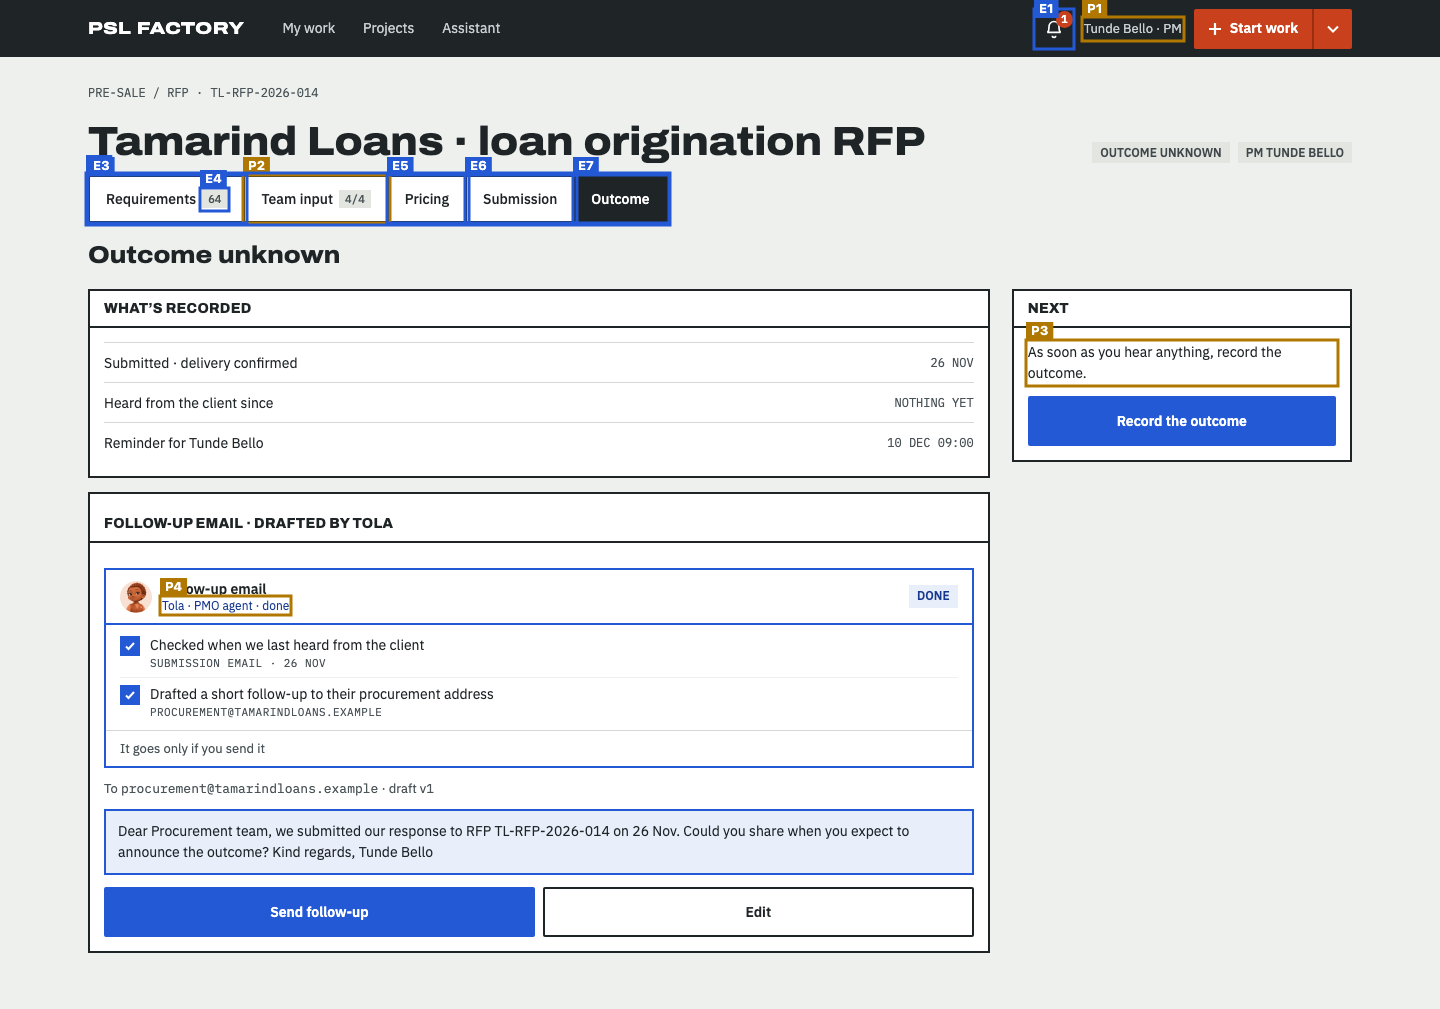 PSL FACTORY
My work
Projects
Assistant
E1
1
P1
Tunde Bello · PM
+ Start work
PRE-SALE / RFP · TL-RFP-2026-014
Tamarind Loans · loan origination RFP
OUTCOME UNKNOWN
PM TUNDE BELLO
E3
E4
P2
E5
E6
E7
Requirements 64
Team input 4/4
Pricing
Submission
Outcome
Outcome unknown
WHAT'S RECORDED
Submitted · delivery confirmed 26 NOV
Heard from the client since NOTHING YET
Reminder for Tunde Bello 10 DEC 09:00
NEXT
P3
As soon as you hear anything, record the
outcome.
Record the outcome
FOLLOW-UP EMAIL · DRAFTED BY TOLA
P4
ow-up email
Tola · PMO agent · done
DONE
Checked when we last heard from the client
SUBMISSION EMAIL · 26 NOV
Drafted a short follow-up to their procurement address
PROCUREMENT@TAMARINDLOANS.EXAMPLE
It goes only if you send it
To procurement@tamarindloans.example · draft v1
Dear Procurement team, we submitted our response to RFP TL-RFP-2026-014 on 26 Nov. Could you share when you expect to
announce the outcome? Kind regards, Tunde Bello
Send follow-up
Edit